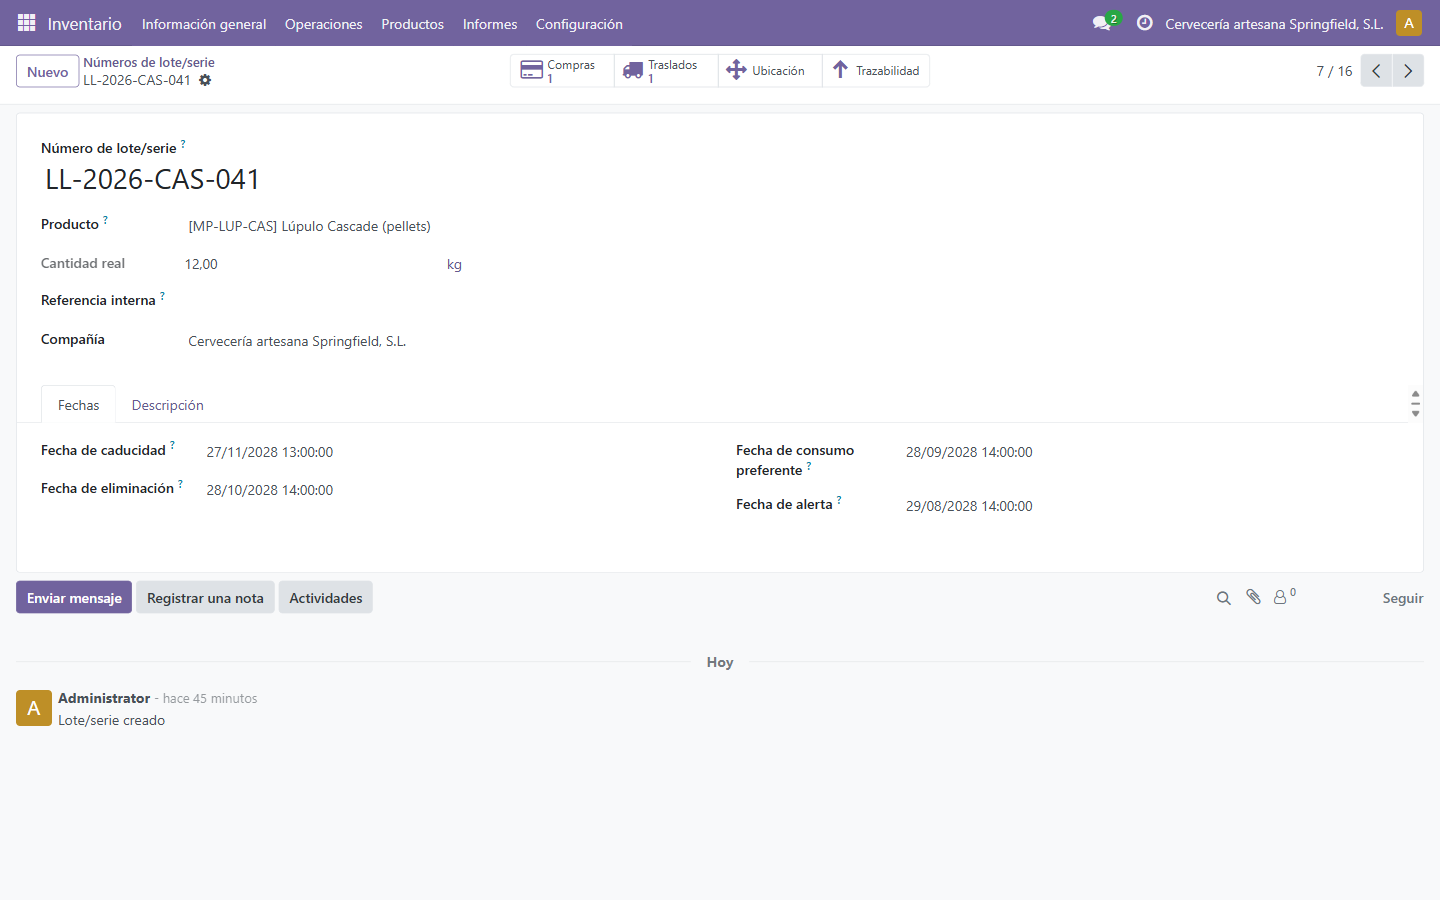 Inventario
Información general
Operaciones
Productos
Informes
Configuración
2
Cervecería artesana Springfield, S.L.
A
Nuevo
Números de lote/serie
LL-2026-CAS-041
Compras
1
Traslados
1
Ubicación
Trazabilidad
7 / 16
Número de lote/serie ?
LL-2026-CAS-041
Producto ?
[MP-LUP-CAS] Lúpulo Cascade (pellets)
Cantidad real
12,00
kg
Referencia interna ?
Compañía
Cervecería artesana Springfield, S.L.
Fechas
Descripción
Fecha de caducidad ?
27/11/2028 13:00:00
Fecha de consumo
preferente ?
28/09/2028 14:00:00
Fecha de eliminación ?
28/10/2028 14:00:00
Fecha de alerta ?
29/08/2028 14:00:00
Enviar mensaje
Registrar una nota
Actividades
0
Seguir
Hoy
A
Administrator - hace 45 minutos
Lote/serie creado